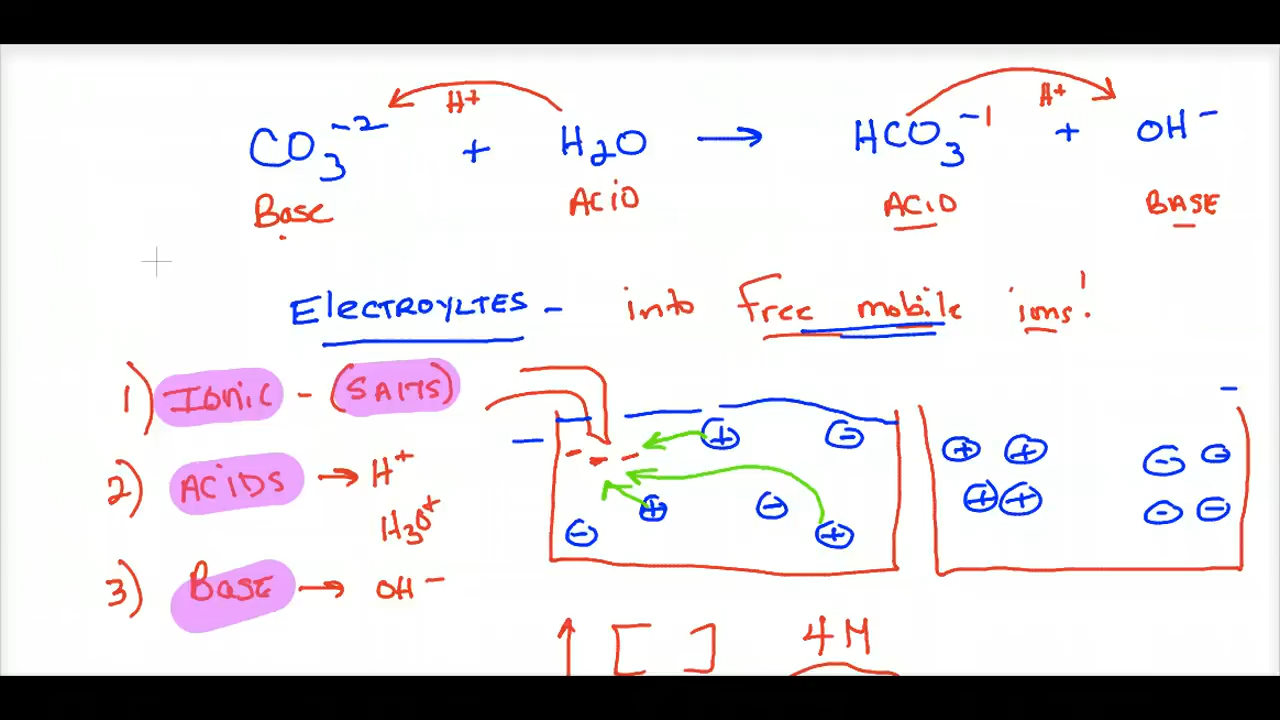 H+ H+
CO3-2 + H2O → HCO3-1 + OH-
Base ACiD ACiD BASE
ELECTROYLTES - into free mobile ions!
1) Ionic - (SALTS)
2) ACiDS → H+
H3O+
3) BASE → OH-
- - - -
+ - + - + -
- + - + + + - -
+ + - -
↑ [ ] 4M